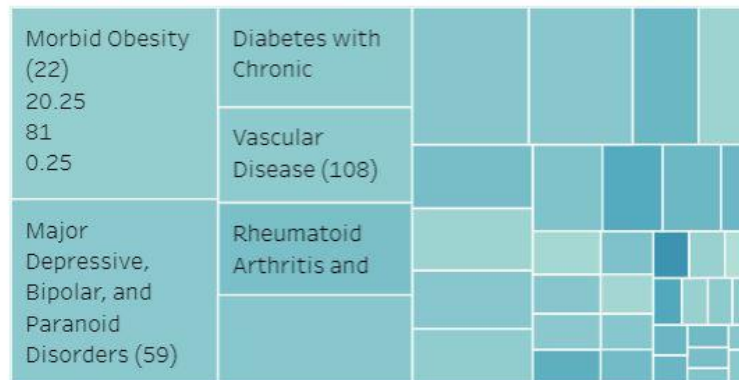 Morbid Obesity
(22)
20.25
81
0.25
Major
Depressive,
Bipolar, and
Paranoid
Disorders (59)
Diabetes with
Chronic
Vascular
Disease (108)
Rheumatoid
Arthritis and